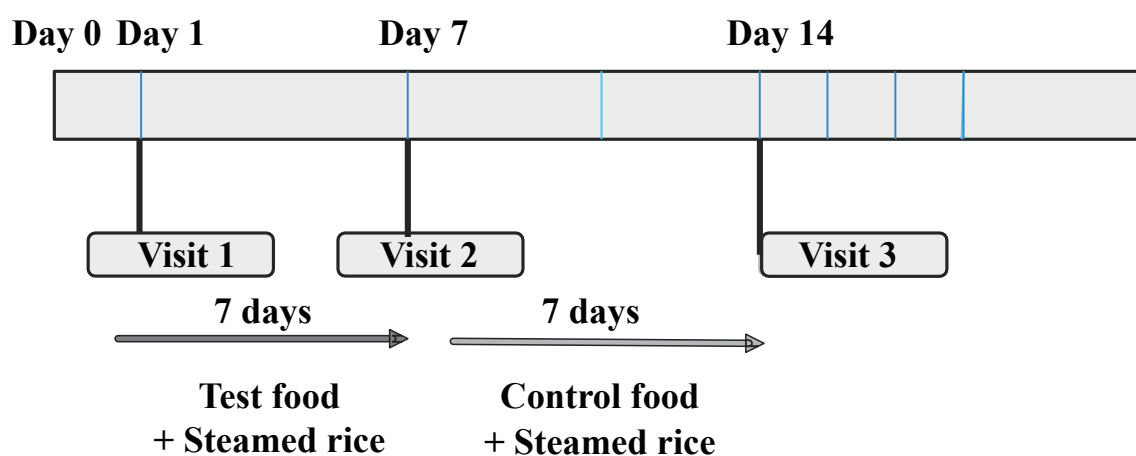 Day 0 Day 1 Day 7 Day 14
Visit 1 Visit 2 Visit 3
7 days 7 days
Test food Control food
+ Steamed rice + Steamed rice